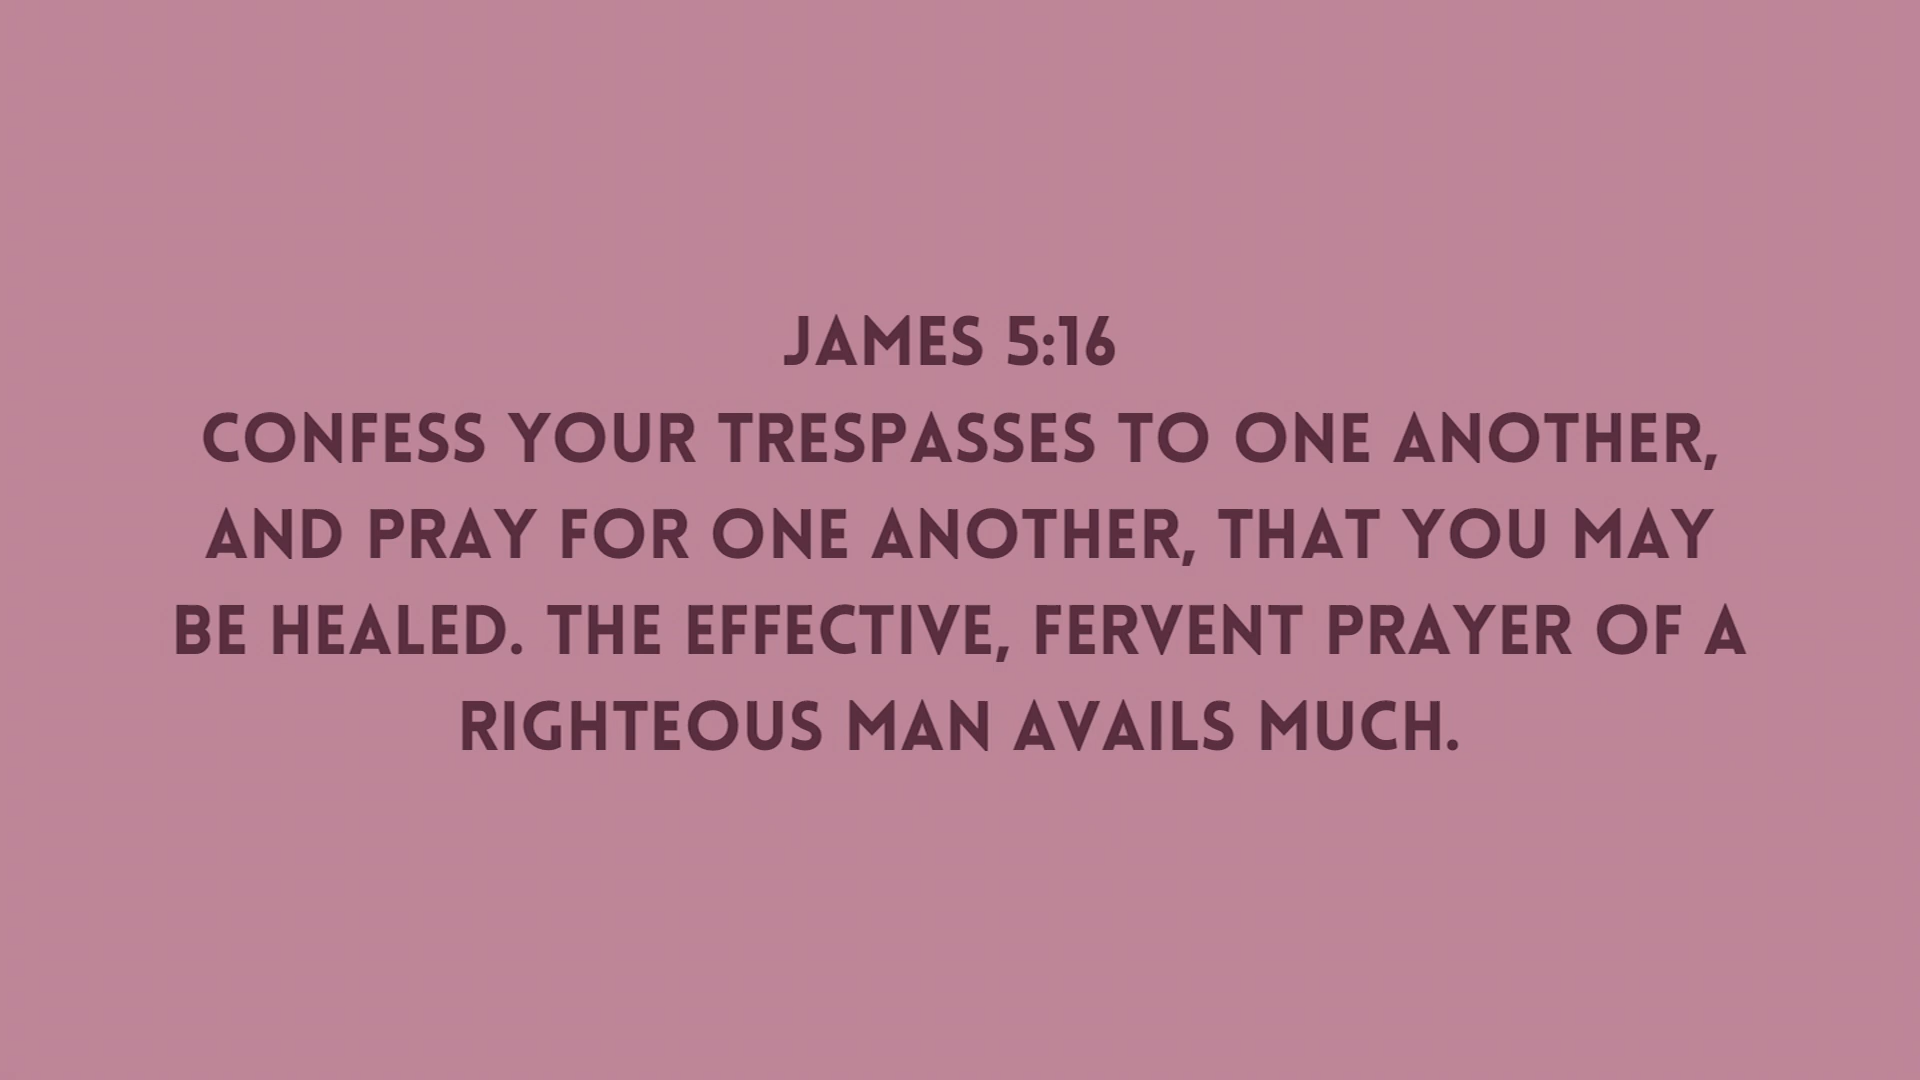 JAMES 5:16
CONFESS YOUR TRESPASSES TO ONE ANOTHER,
AND PRAY FOR ONE ANOTHER, THAT YOU MAY
BE HEALED. THE EFFECTIVE, FERVENT PRAYER OF A
RIGHTEOUS MAN AVAILS MUCH.